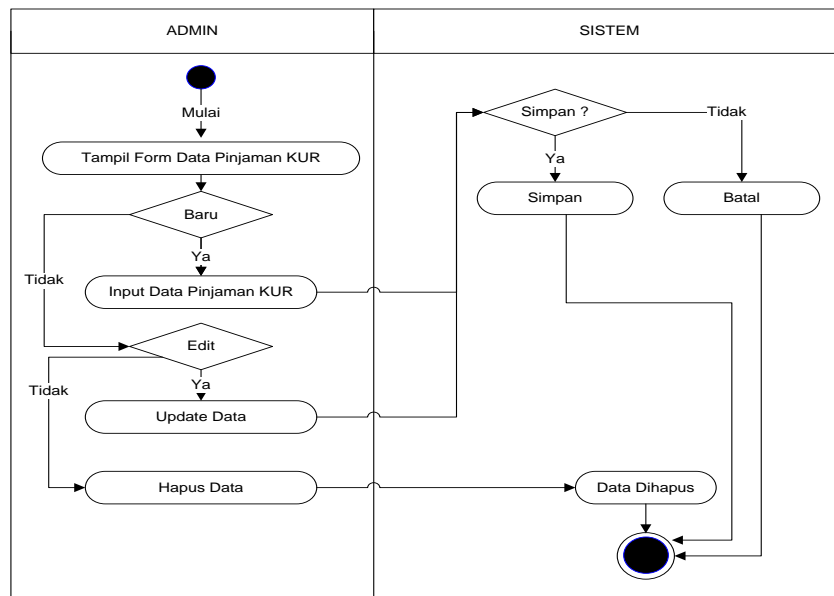 ADMIN
SISTEM
Mulai
Tampil Form Data Pinjaman KUR
Baru
Ya
Tidak
Input Data Pinjaman KUR
Edit
Ya
Tidak
Update Data
Hapus Data
Simpan ?
Tidak
Ya
Simpan
Batal
Data Dihapus